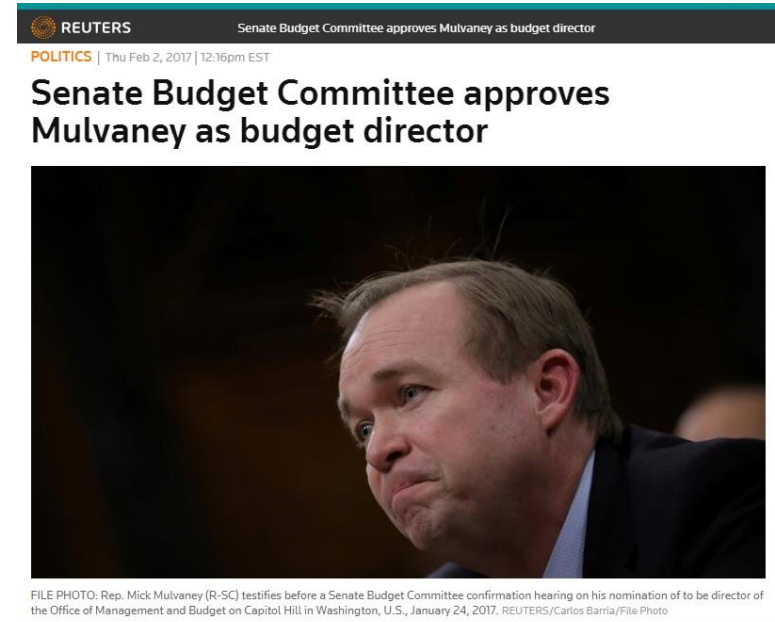 REUTERS Senate Budget Committee approves Mulvaney as budget director
POLITICS | Thu Feb 2, 2017 | 12:16pm EST
Senate Budget Committee approves
Mulvaney as budget director
FILE PHOTO: Rep. Mick Mulvaney (R-SC) testifies before a Senate Budget Committee confirmation hearing on his nomination of to be director of
the Office of Management and Budget on Capitol Hill in Washington, U.S., January 24, 2017. REUTERS/Carlos Barria/File Photo